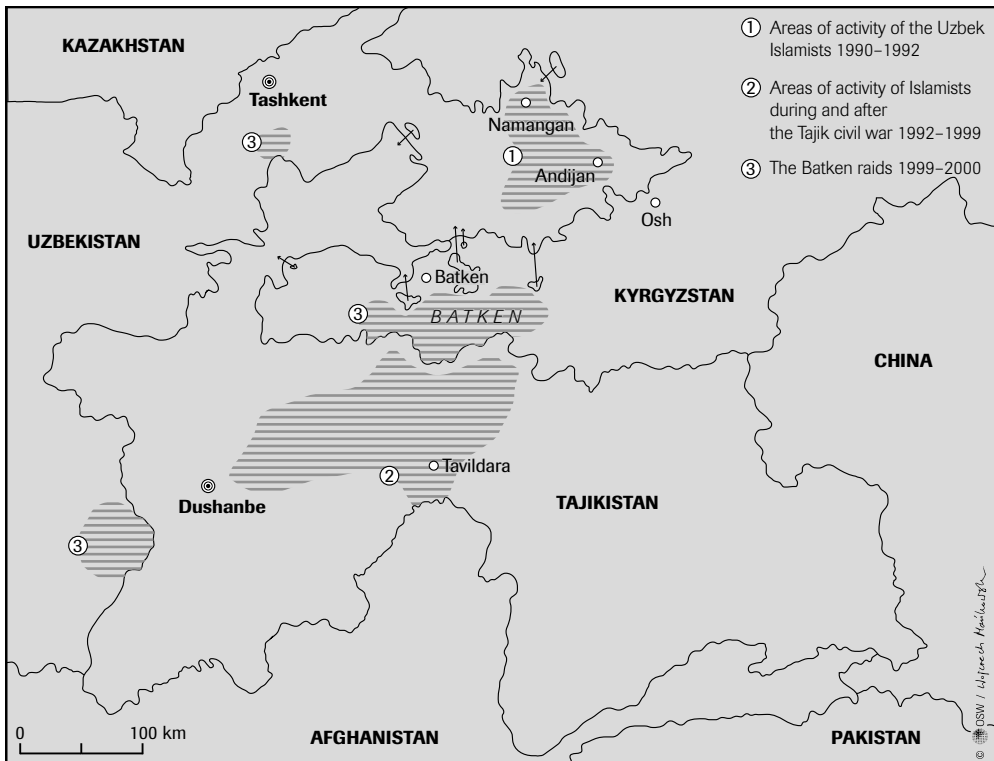 KAZAKHSTAN
① Areas of activity of the Uzbek
Islamists 1990–1992
② Areas of activity of Islamists
during and after
the Tajik civil war 1992–1999
③ The Batken raids 1999–2000
Tashkent
③
Namangan
①
Andijan
Osh
UZBEKISTAN
Batken
KYRGYZSTAN
③
BATKEN
CHINA
②
Tavildara
Dushanbe
TAJIKISTAN
③
0 100 km
AFGHANISTAN
PAKISTAN
© OSW / Wojciech Mańkowski